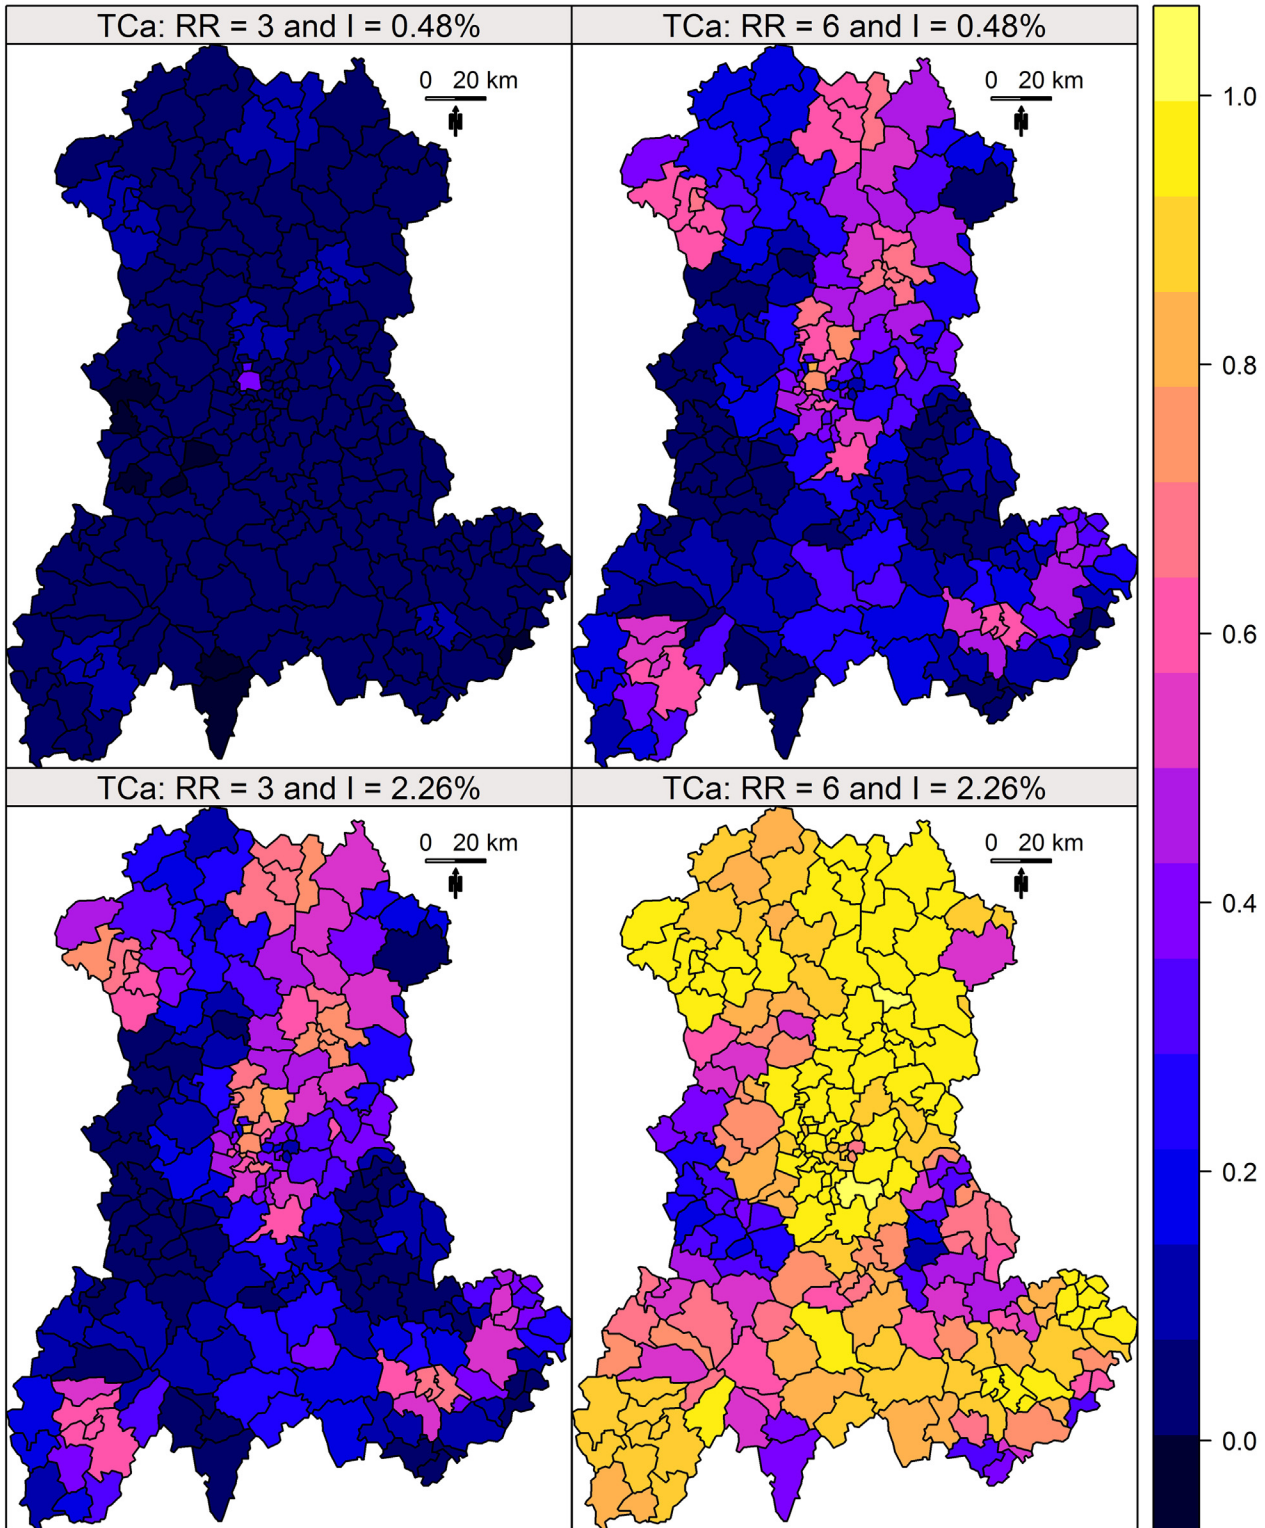 TCa: RR = 3 and I = 0.48%
TCa: RR = 6 and I = 0.48%
0 20 km
N
0 20 km
N
1.0
0.8
0.6
TCa: RR = 3 and I = 2.26%
TCa: RR = 6 and I = 2.26%
0 20 km
N
0 20 km
N
0.4
0.2
0.0